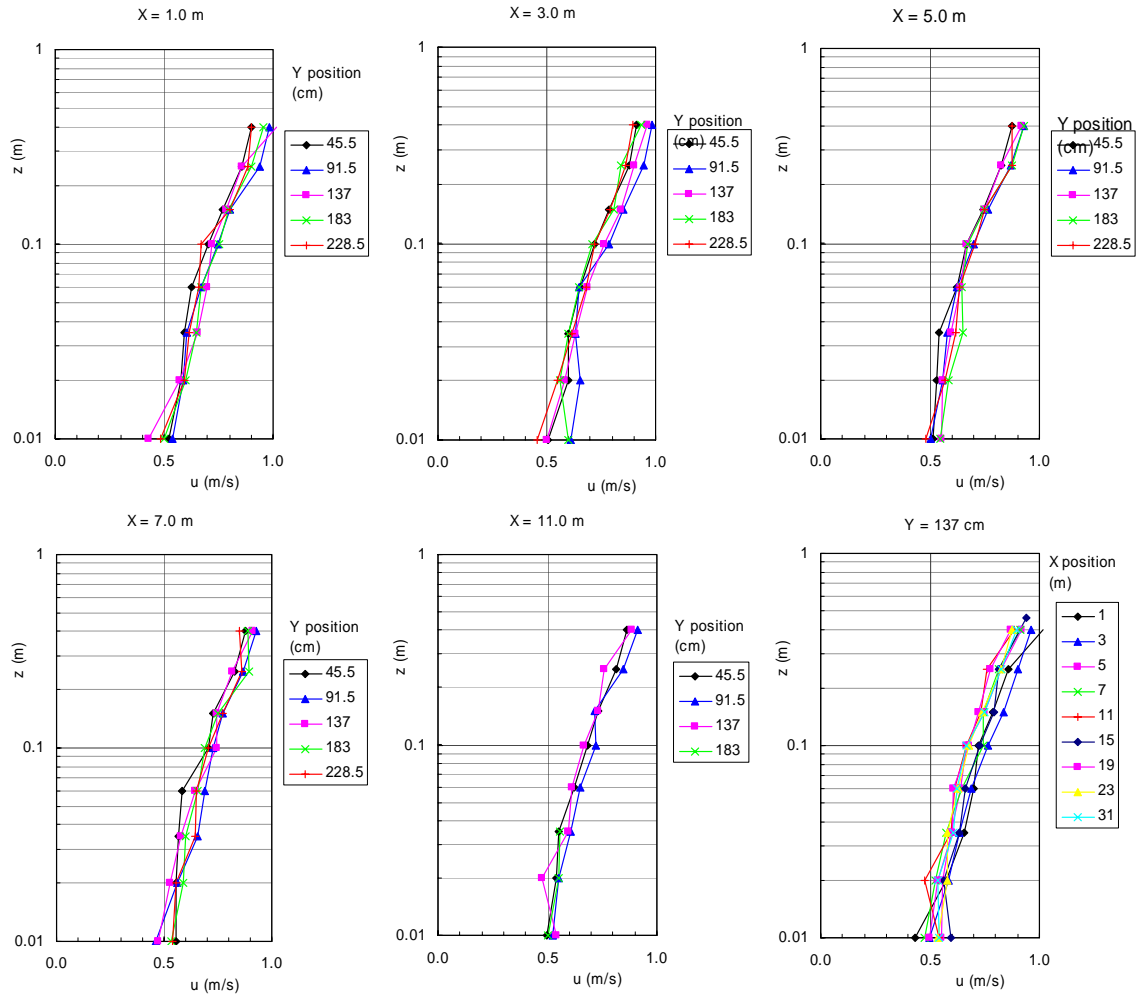 X = 1.0 m
1
0.1
0.01
z (m)
0.0
0.5
1.0
u (m/s)
Y position
(cm)
45.5
91.5
137
183
228.5
X = 3.0 m
1
0.1
0.01
z (m)
0.0
0.5
1.0
u (m/s)
Y position
(cm)
45.5
91.5
137
183
228.5
X = 5.0 m
1
0.1
0.01
z (m)
0.0
0.5
1.0
u (m/s)
Y position
(cm)
45.5
91.5
137
183
228.5
X = 7.0 m
1
0.1
0.01
z (m)
0.0
0.5
1.0
u (m/s)
Y position
(cm)
45.5
91.5
137
183
228.5
X = 11.0 m
1
0.1
0.01
z (m)
0.0
0.5
1.0
u (m/s)
Y position
(cm)
45.5
91.5
137
183
Y = 137 cm
1
0.1
0.01
z (m)
0.0
0.5
1.0
u (m/s)
X position
(m)
1
3
5
7
11
15
19
23
31